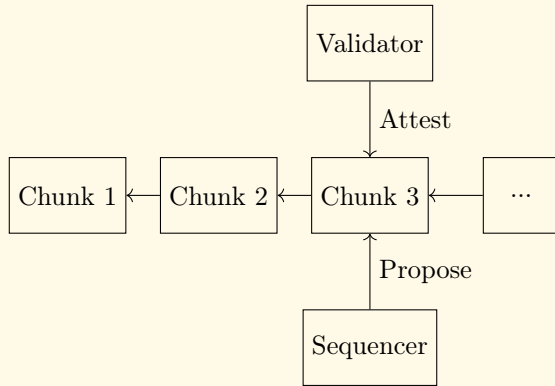 Validator
Attest
Chunk 1 Chunk 2 Chunk 3 ...
Propose
Sequencer